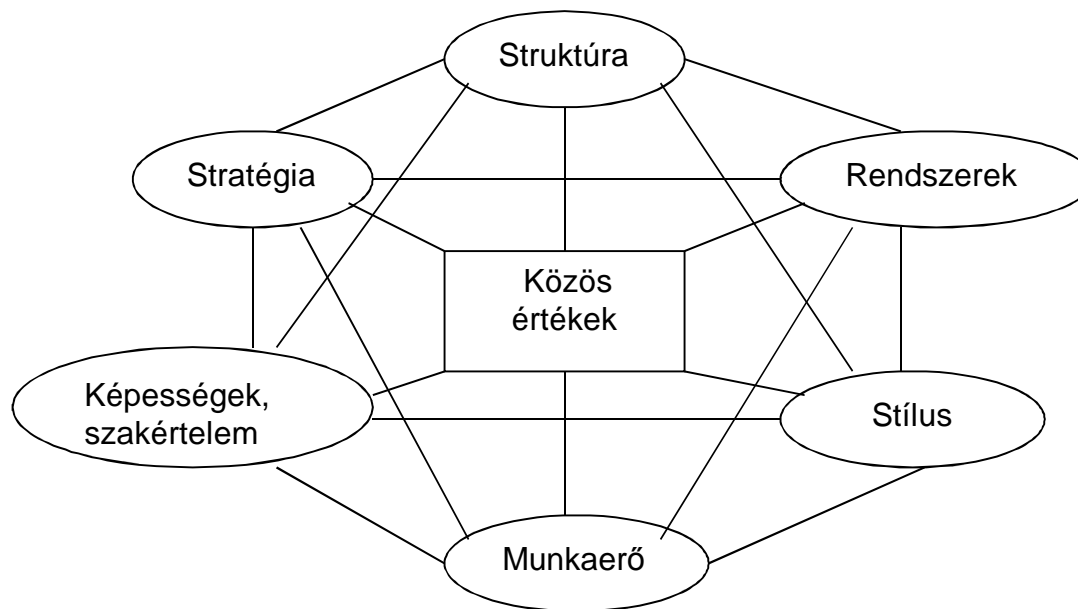 Struktúra
Stratégia
Rendszerek
Közös
értékek
Képességek,
szakértelem
Stílus
Munkaerő